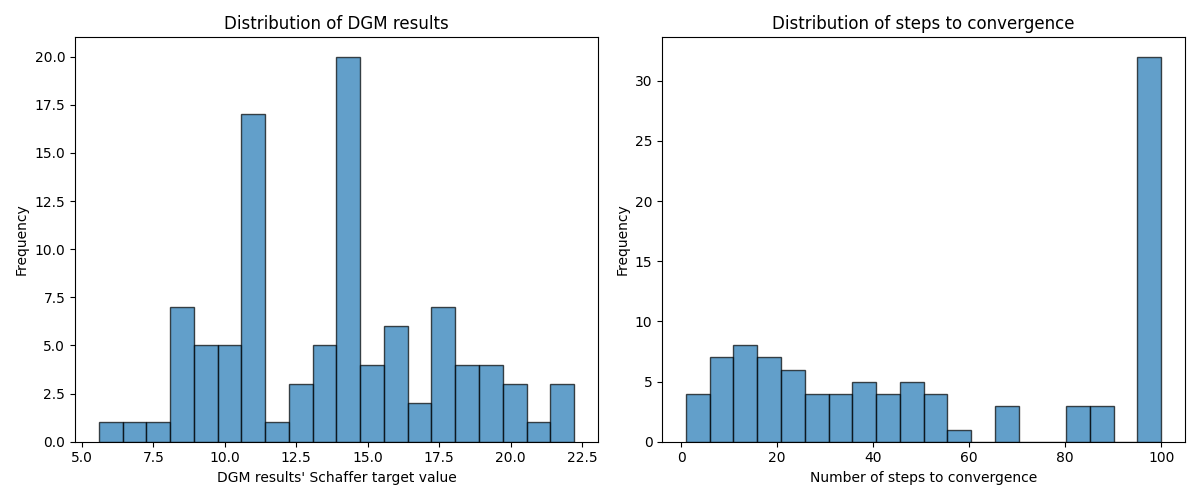 Distribution of DGM results
Frequency
20.0
17.5
15.0
12.5
10.0
7.5
5.0
2.5
0.0
5.0 7.5 10.0 12.5 15.0 17.5 20.0 22.5
DGM results' Schaffer target value
Distribution of steps to convergence
Frequency
30
25
20
15
10
5
0
0 20 40 60 80 100
Number of steps to convergence